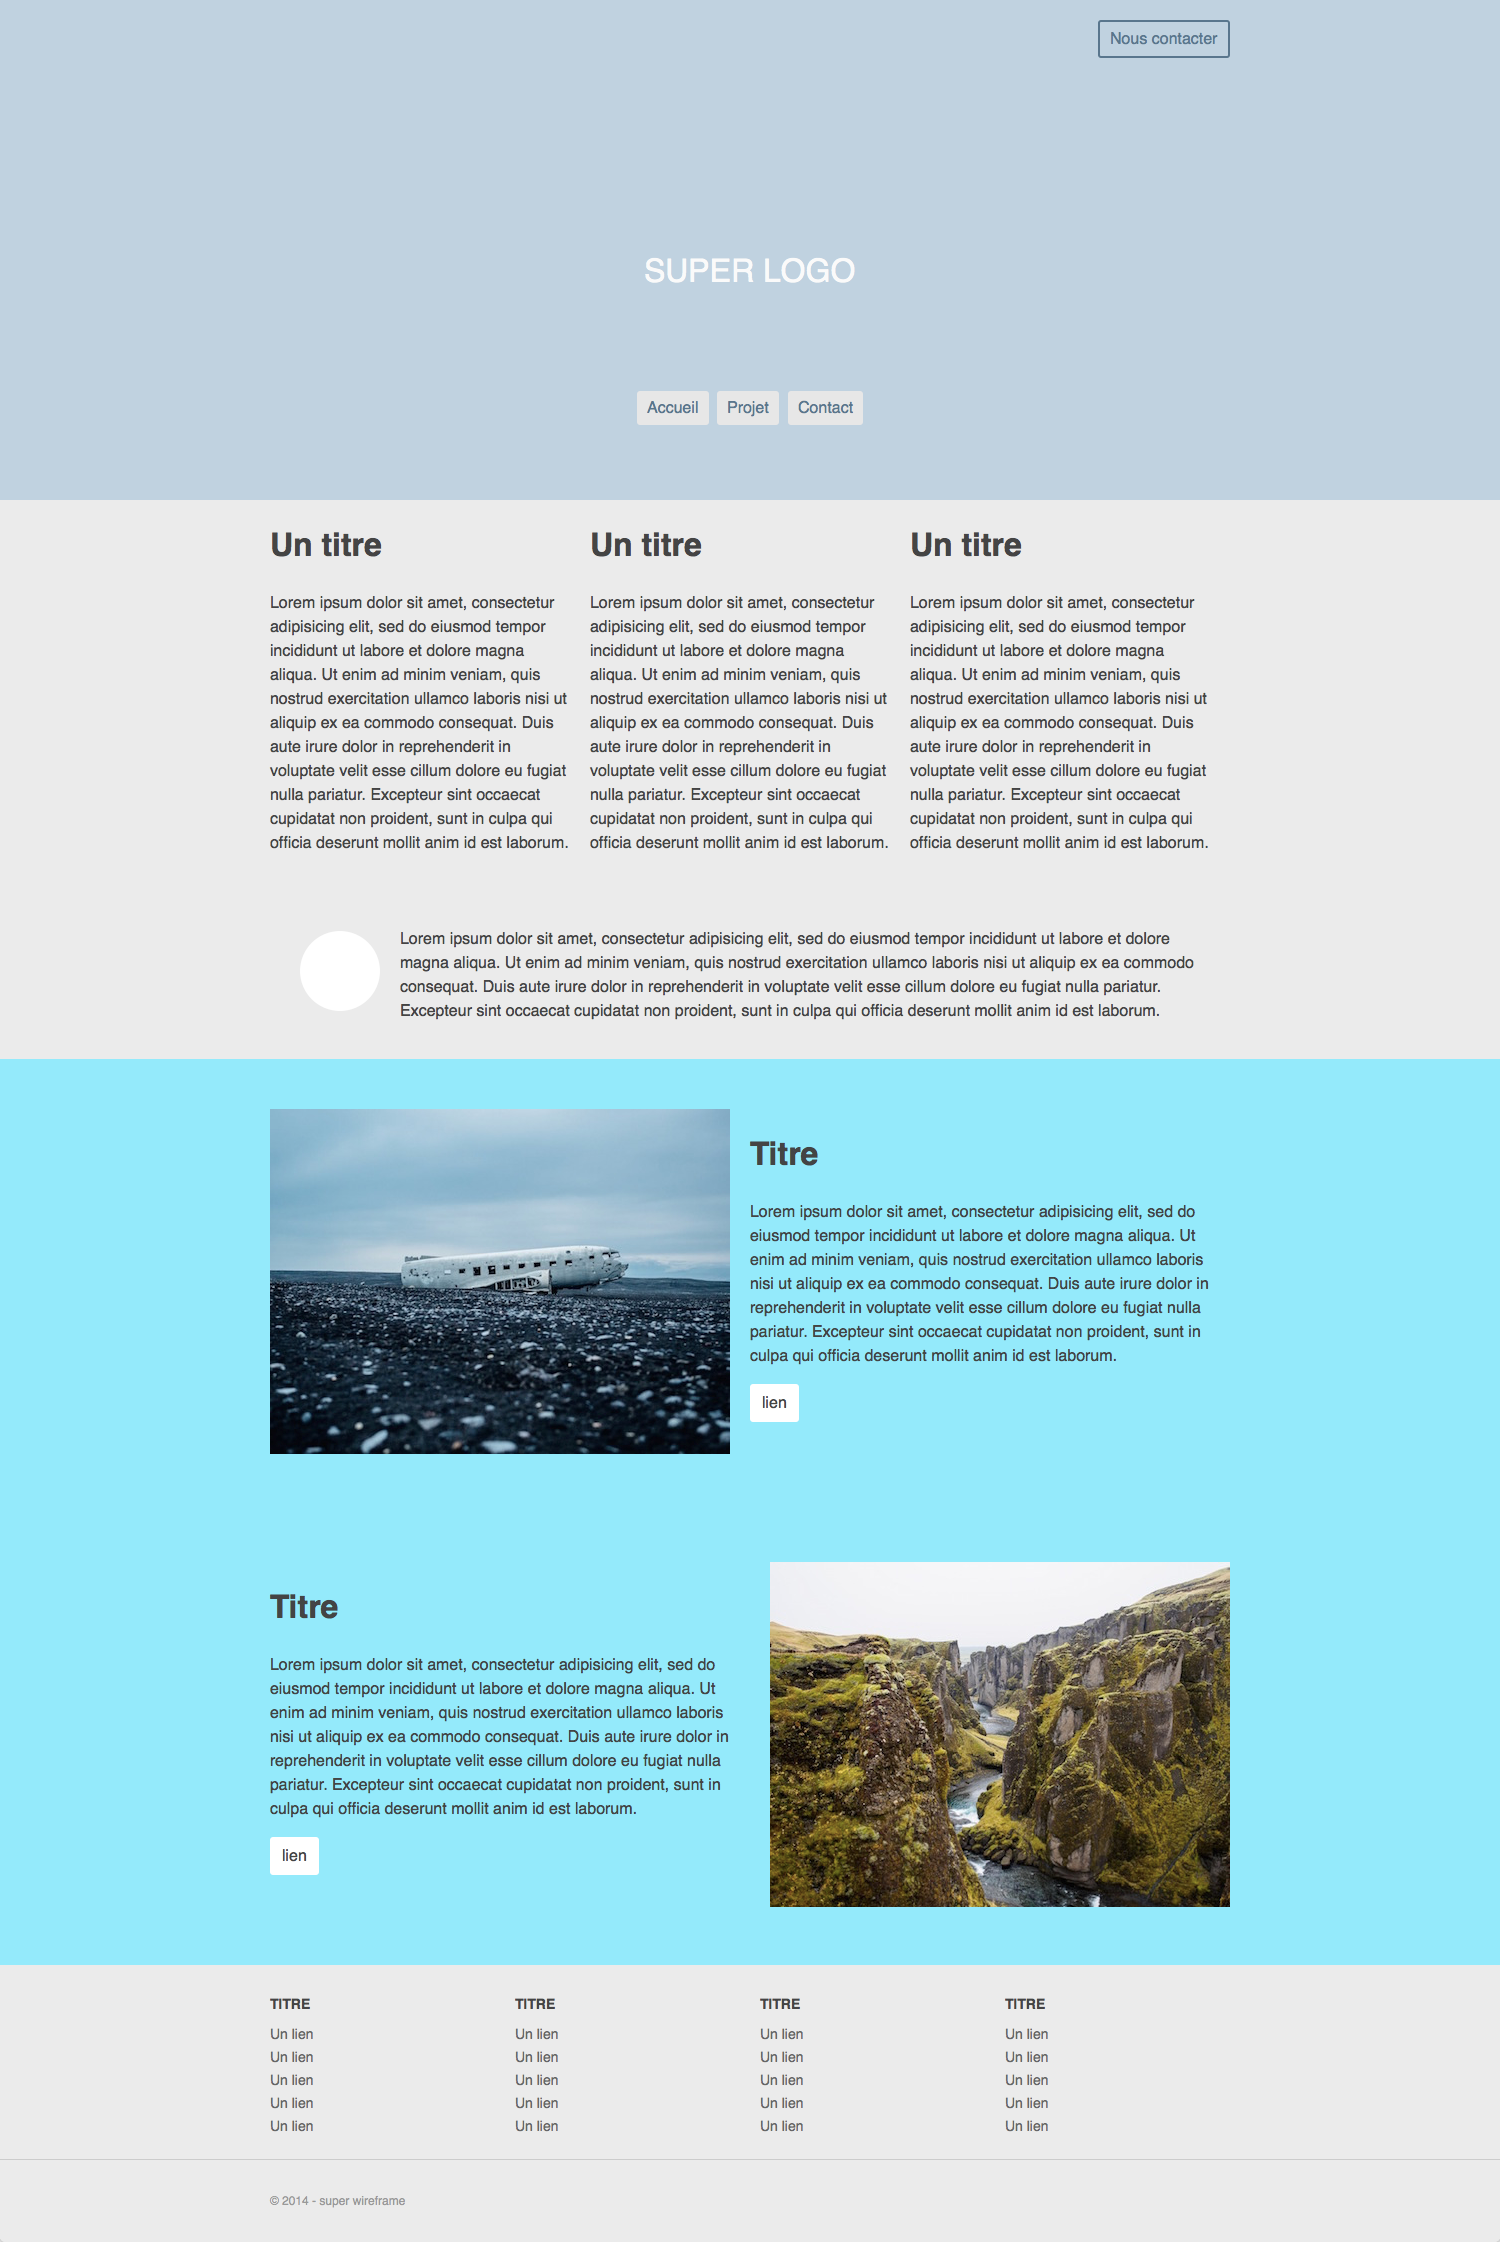 Nous contacter
SUPER LOGO
Accueil
Projet
Contact
Un titre
Lorem ipsum dolor sit amet, consectetur
adipisicing elit, sed do eiusmod tempor
incididunt ut labore et dolore magna
aliqua. Ut enim ad minim veniam, quis
nostrud exercitation ullamco laboris nisi ut
aliquip ex ea commodo consequat. Duis
aute irure dolor in reprehenderit in
voluptate velit esse cillum dolore eu fugiat
nulla pariatur. Excepteur sint occaecat
cupidatat non proident, sunt in culpa qui
officia deserunt mollit anim id est laborum.
Un titre
Lorem ipsum dolor sit amet, consectetur
adipisicing elit, sed do eiusmod tempor
incididunt ut labore et dolore magna
aliqua. Ut enim ad minim veniam, quis
nostrud exercitation ullamco laboris nisi ut
aliquip ex ea commodo consequat. Duis
aute irure dolor in reprehenderit in
voluptate velit esse cillum dolore eu fugiat
nulla pariatur. Excepteur sint occaecat
cupidatat non proident, sunt in culpa qui
officia deserunt mollit anim id est laborum.
Un titre
Lorem ipsum dolor sit amet, consectetur
adipisicing elit, sed do eiusmod tempor
incididunt ut labore et dolore magna
aliqua. Ut enim ad minim veniam, quis
nostrud exercitation ullamco laboris nisi ut
aliquip ex ea commodo consequat. Duis
aute irure dolor in reprehenderit in
voluptate velit esse cillum dolore eu fugiat
nulla pariatur. Excepteur sint occaecat
cupidatat non proident, sunt in culpa qui
officia deserunt mollit anim id est laborum.
Lorem ipsum dolor sit amet, consectetur adipisicing elit, sed do eiusmod tempor incididunt ut labore et dolore
magna aliqua. Ut enim ad minim veniam, quis nostrud exercitation ullamco laboris nisi ut aliquip ex ea commodo
consequat. Duis aute irure dolor in reprehenderit in voluptate velit esse cillum dolore eu fugiat nulla pariatur.
Excepteur sint occaecat cupidatat non proident, sunt in culpa qui officia deserunt mollit anim id est laborum.
Titre
Lorem ipsum dolor sit amet, consectetur adipisicing elit, sed do
eiusmod tempor incididunt ut labore et dolore magna aliqua. Ut
enim ad minim veniam, quis nostrud exercitation ullamco laboris
nisi ut aliquip ex ea commodo consequat. Duis aute irure dolor in
reprehenderit in voluptate velit esse cillum dolore eu fugiat nulla
pariatur. Excepteur sint occaecat cupidatat non proident, sunt in
culpa qui officia deserunt mollit anim id est laborum.
lien
Titre
Lorem ipsum dolor sit amet, consectetur adipisicing elit, sed do
eiusmod tempor incididunt ut labore et dolore magna aliqua. Ut
enim ad minim veniam, quis nostrud exercitation ullamco laboris
nisi ut aliquip ex ea commodo consequat. Duis aute irure dolor in
reprehenderit in voluptate velit esse cillum dolore eu fugiat nulla
pariatur. Excepteur sint occaecat cupidatat non proident, sunt in
culpa qui officia deserunt mollit anim id est laborum.
lien
TITRE
Un lien
Un lien
Un lien
Un lien
Un lien
TITRE
Un lien
Un lien
Un lien
Un lien
Un lien
TITRE
Un lien
Un lien
Un lien
Un lien
Un lien
TITRE
Un lien
Un lien
Un lien
Un lien
Un lien
© 2014 - super wireframe